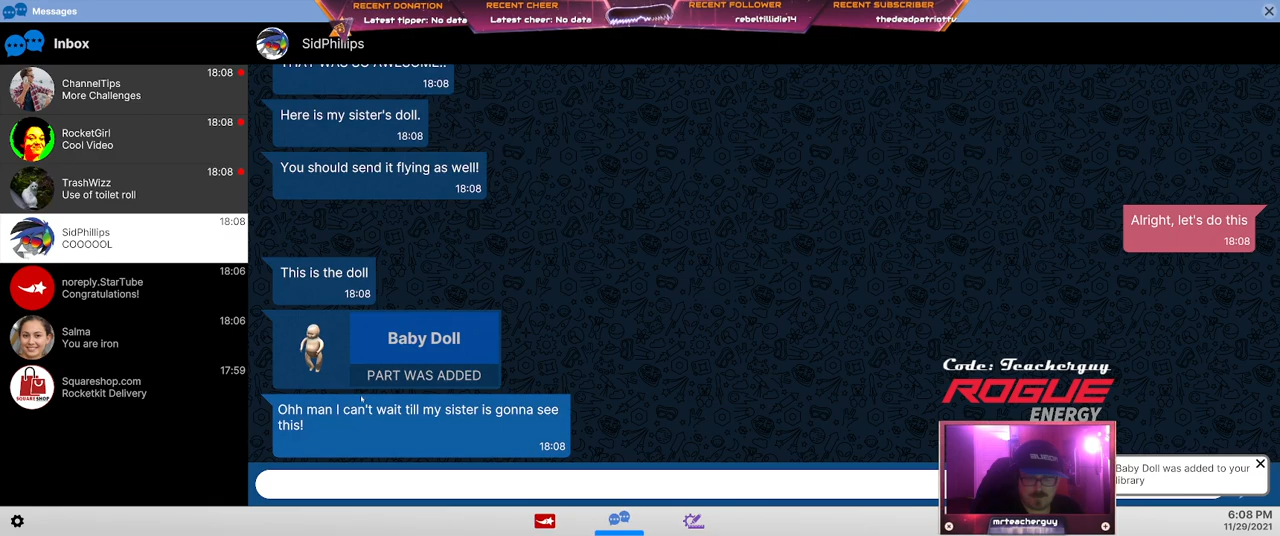 Messages
RECENT DONATION
Latest tipper: No data
RECENT CHEER
Latest cheer: No data
RECENT FOLLOWER
rebeltillidie14
RECENT SUBSCRIBER
thedeadpatriottv
Inbox
SidPhillips
ChannelTips
More Challenges
18:08
RocketGirl
Cool Video
18:08
TrashWizz
Use of toilet roll
18:08
SidPhillips
COOOOOL
18:08
noreply.StarTube
Congratulations!
18:06
Salma
You are iron
18:06
Squareshop.com
Rocketkit Delivery
17:59
SQUARE SHOP
THAT WAS SO AWESOME..
18:08
Here is my sister's doll.
18:08
You should send it flying as well!
18:08
Alright, let's do this
18:08
This is the doll
18:08
Baby Doll
PART WAS ADDED
Ohh man I can't wait till my sister is gonna see
this!
18:08
Code: Teacherguy
ROGUE
ENERGY
Baby Doll was added to your
library
mrteacherguy
6:08 PM
11/29/2021